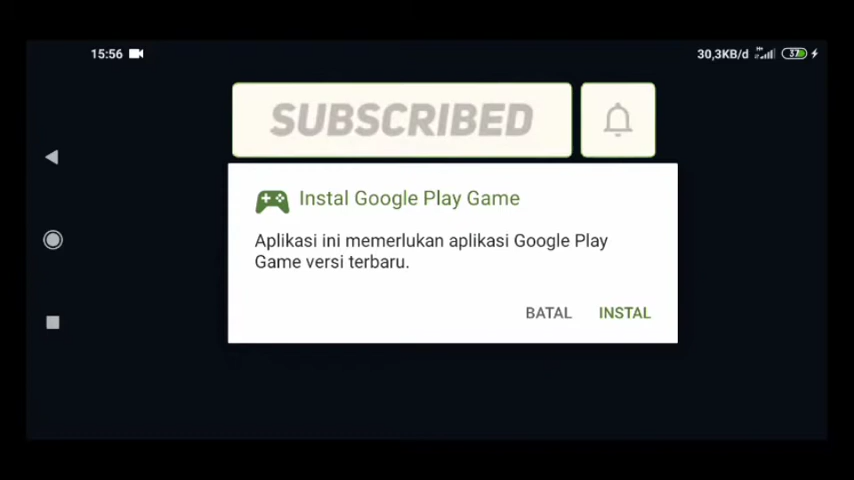 15:56
30,3KB/d
37
SUBSCRIBED
Instal Google Play Game
Aplikasi ini memerlukan aplikasi Google Play
Game versi terbaru.
BATAL INSTAL